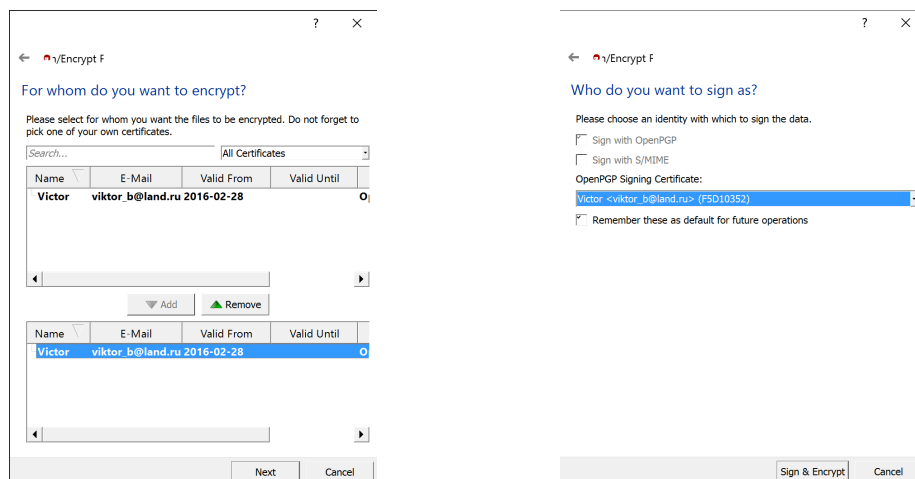 ?
n/Encrypt F
For whom do you want to encrypt?
Please select for whom you want the files to be encrypted. Do not forget to
pick one of your own certificates.
Search...
All Certificates
Name E-Mail Valid From Valid Until
Victor viktor_b@land.ru 2016-02-28
Add
Remove
Name E-Mail Valid From Valid Until
Victor viktor_b@land.ru 2016-02-28
Next
Cancel
?
n/Encrypt F
Who do you want to sign as?
Please choose an identity with which to sign the data.
Sign with OpenPGP
Sign with S/MIME
OpenPGP Signing Certificate:
Victor <viktor_b@land.ru> (F5D10352)
Remember these as default for future operations
Sign & Encrypt
Cancel